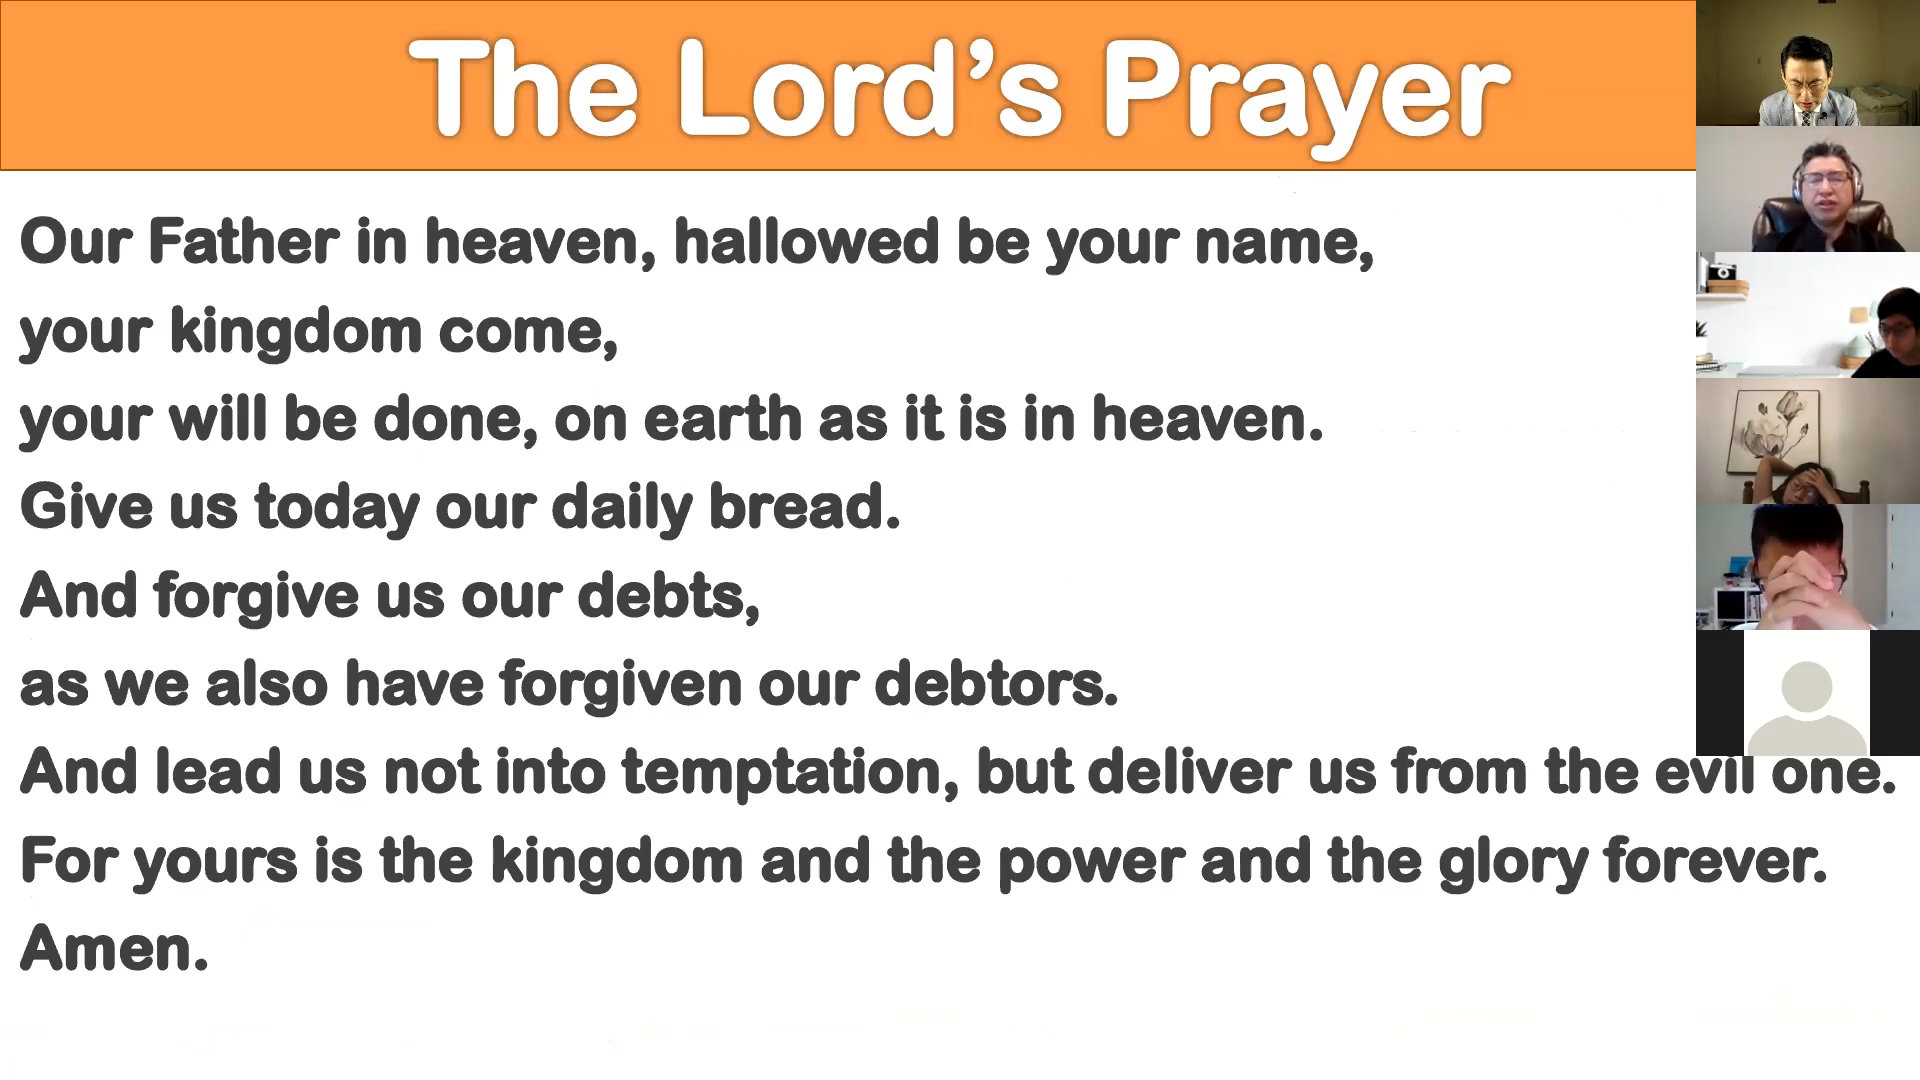 The Lord’s Prayer
Our Father in heaven, hallowed be your name,
your kingdom come,
your will be done, on earth as it is in heaven.
Give us today our daily bread.
And forgive us our debts,
as we also have forgiven our debtors.
And lead us not into temptation, but deliver us from the evil one.
For yours is the kingdom and the power and the glory forever.
Amen.